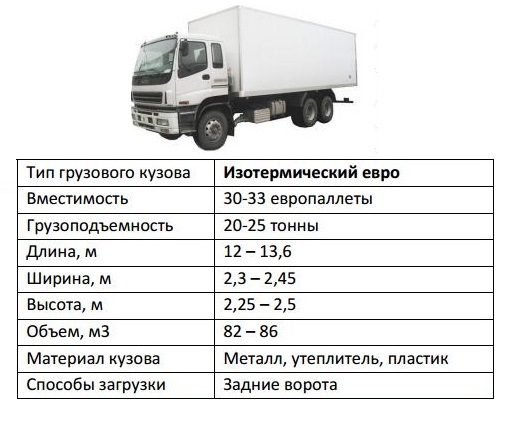 Тип грузового кузова Изотермический евро
Вместимость 30-33 европаллеты
Грузоподъемность 20-25 тонны
Длина, м 12 – 13,6
Ширина, м 2,3 – 2,45
Высота, м 2,25 – 2,5
Объем, м3 82 – 86
Материал кузова Металл, утеплитель, пластик
Способы загрузки Задние ворота